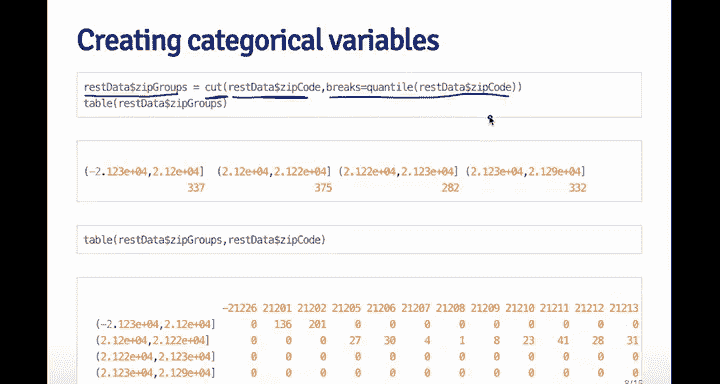 Creating categorical variables
restData$zipGroups = cut(restData$zipCode,breaks=quantile(restData$zipCode))
table(restData$zipGroups)
(-2.123e+04,2.12e+04] (2.12e+04,2.122e+04] (2.122e+04,2.123e+04] (2.123e+04,2.129e+04]
337 375 282 332
table(restData$zipGroups,restData$zipCode)
-21226 21201 21202 21205 21206 21207 21208 21209 21210 21211 21212 21213
(-2.123e+04,2.12e+04] 0 136 201 0 0 0 0 0 0 0 0 0
(2.12e+04,2.122e+04] 0 0 0 27 30 4 1 8 23 41 28 31
(2.122e+04,2.123e+04] 0 0 0 0 0 0 0 0 0 0 0 0
(2.123e+04,2.129e+04] 0 0 0 0 0 0 0 0 0 0 0 0